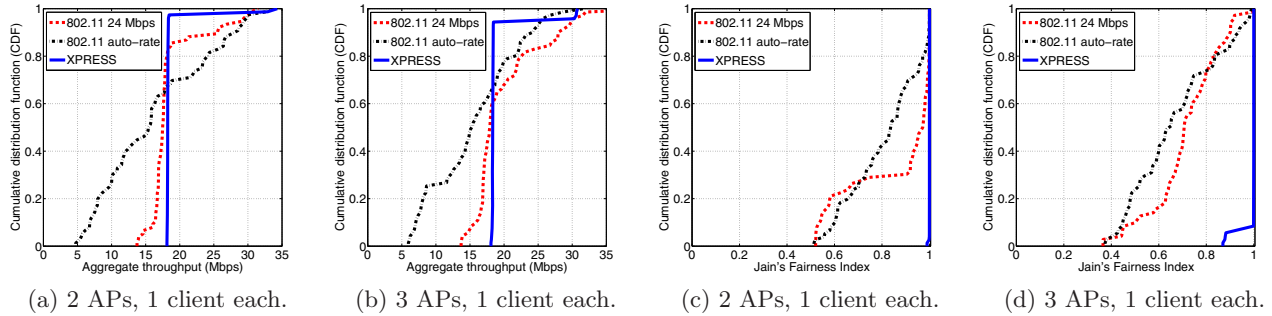 Cumulative distribution function (CDF)
1
0.8
0.6
0.4
0.2
0
802.11 24 Mbps
802.11 auto−rate
XPRESS
0 5 10 15 20 25 30 35
Aggregate throughput (Mbps)
(a) 2 APs, 1 client each.
Cumulative distribution function (CDF)
1
0.8
0.6
0.4
0.2
0
802.11 24 Mbps
802.11 auto−rate
XPRESS
0 5 10 15 20 25 30 35
Aggregate throughput (Mbps)
(b) 3 APs, 1 client each.
Cumulative distribution function (CDF)
1
0.8
0.6
0.4
0.2
0
802.11 24 Mbps
802.11 auto−rate
XPRESS
0 0.2 0.4 0.6 0.8 1
Jain's Fairness Index
(c) 2 APs, 1 client each.
Cumulative distribution function (CDF)
1
0.8
0.6
0.4
0.2
0
802.11 24 Mbps
802.11 auto−rate
XPRESS
0 0.2 0.4 0.6 0.8 1
Jain's Fairness Index
(d) 3 APs, 1 client each.